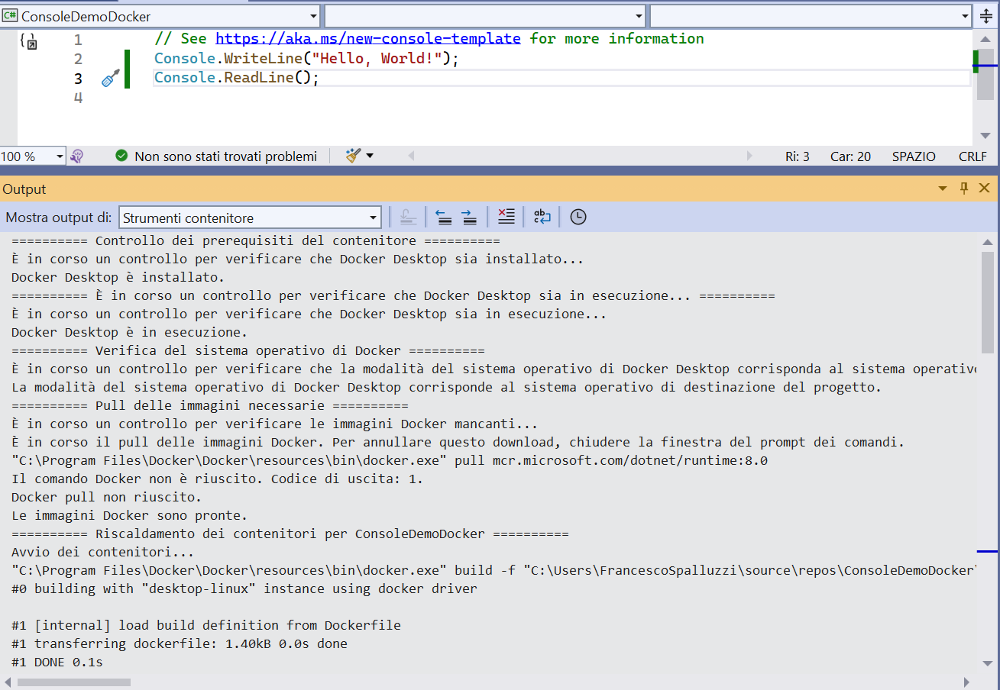 C# ConsoleDemoDocker
1 // See https://aka.ms/new-console-template for more information
2 Console.WriteLine("Hello, World!");
3 Console.ReadLine();
4
100 % Non sono stati trovati problemi Ri: 3 Car: 20 SPAZIO CRLF
Output
Mostra output di: Strumenti contenitore
========== Controllo dei prerequisiti del contenitore ==========
È in corso un controllo per verificare che Docker Desktop sia installato...
Docker Desktop è installato.
========== È in corso un controllo per verificare che Docker Desktop sia in esecuzione... ==========
È in corso un controllo per verificare che Docker Desktop sia in esecuzione...
Docker Desktop è in esecuzione.
========== Verifica del sistema operativo di Docker ==========
È in corso un controllo per verificare che la modalità del sistema operativo di Docker Desktop corrisponda al sistema operativo
La modalità del sistema operativo di Docker Desktop corrisponde al sistema operativo di destinazione del progetto.
========== Pull delle immagini necessarie ==========
È in corso un controllo per verificare le immagini Docker mancanti...
È in corso il pull delle immagini Docker. Per annullare questo download, chiudere la finestra del prompt dei comandi.
"C:\Program Files\Docker\Docker\resources\bin\docker.exe" pull mcr.microsoft.com/dotnet/runtime:8.0
Il comando Docker non è riuscito. Codice di uscita: 1.
Docker pull non riuscito.
Le immagini Docker sono pronte.
========== Riscaldamento dei contenitori per ConsoleDemoDocker ==========
Avvio dei contenitori...
"C:\Program Files\Docker\Docker\resources\bin\docker.exe" build -f "C:\Users\FrancescoSpalluzzi\source\repos\ConsoleDemoDocker\
#0 building with "desktop-linux" instance using docker driver
#1 [internal] load build definition from Dockerfile
#1 transferring dockerfile: 1.40kB 0.0s done
#1 DONE 0.1s